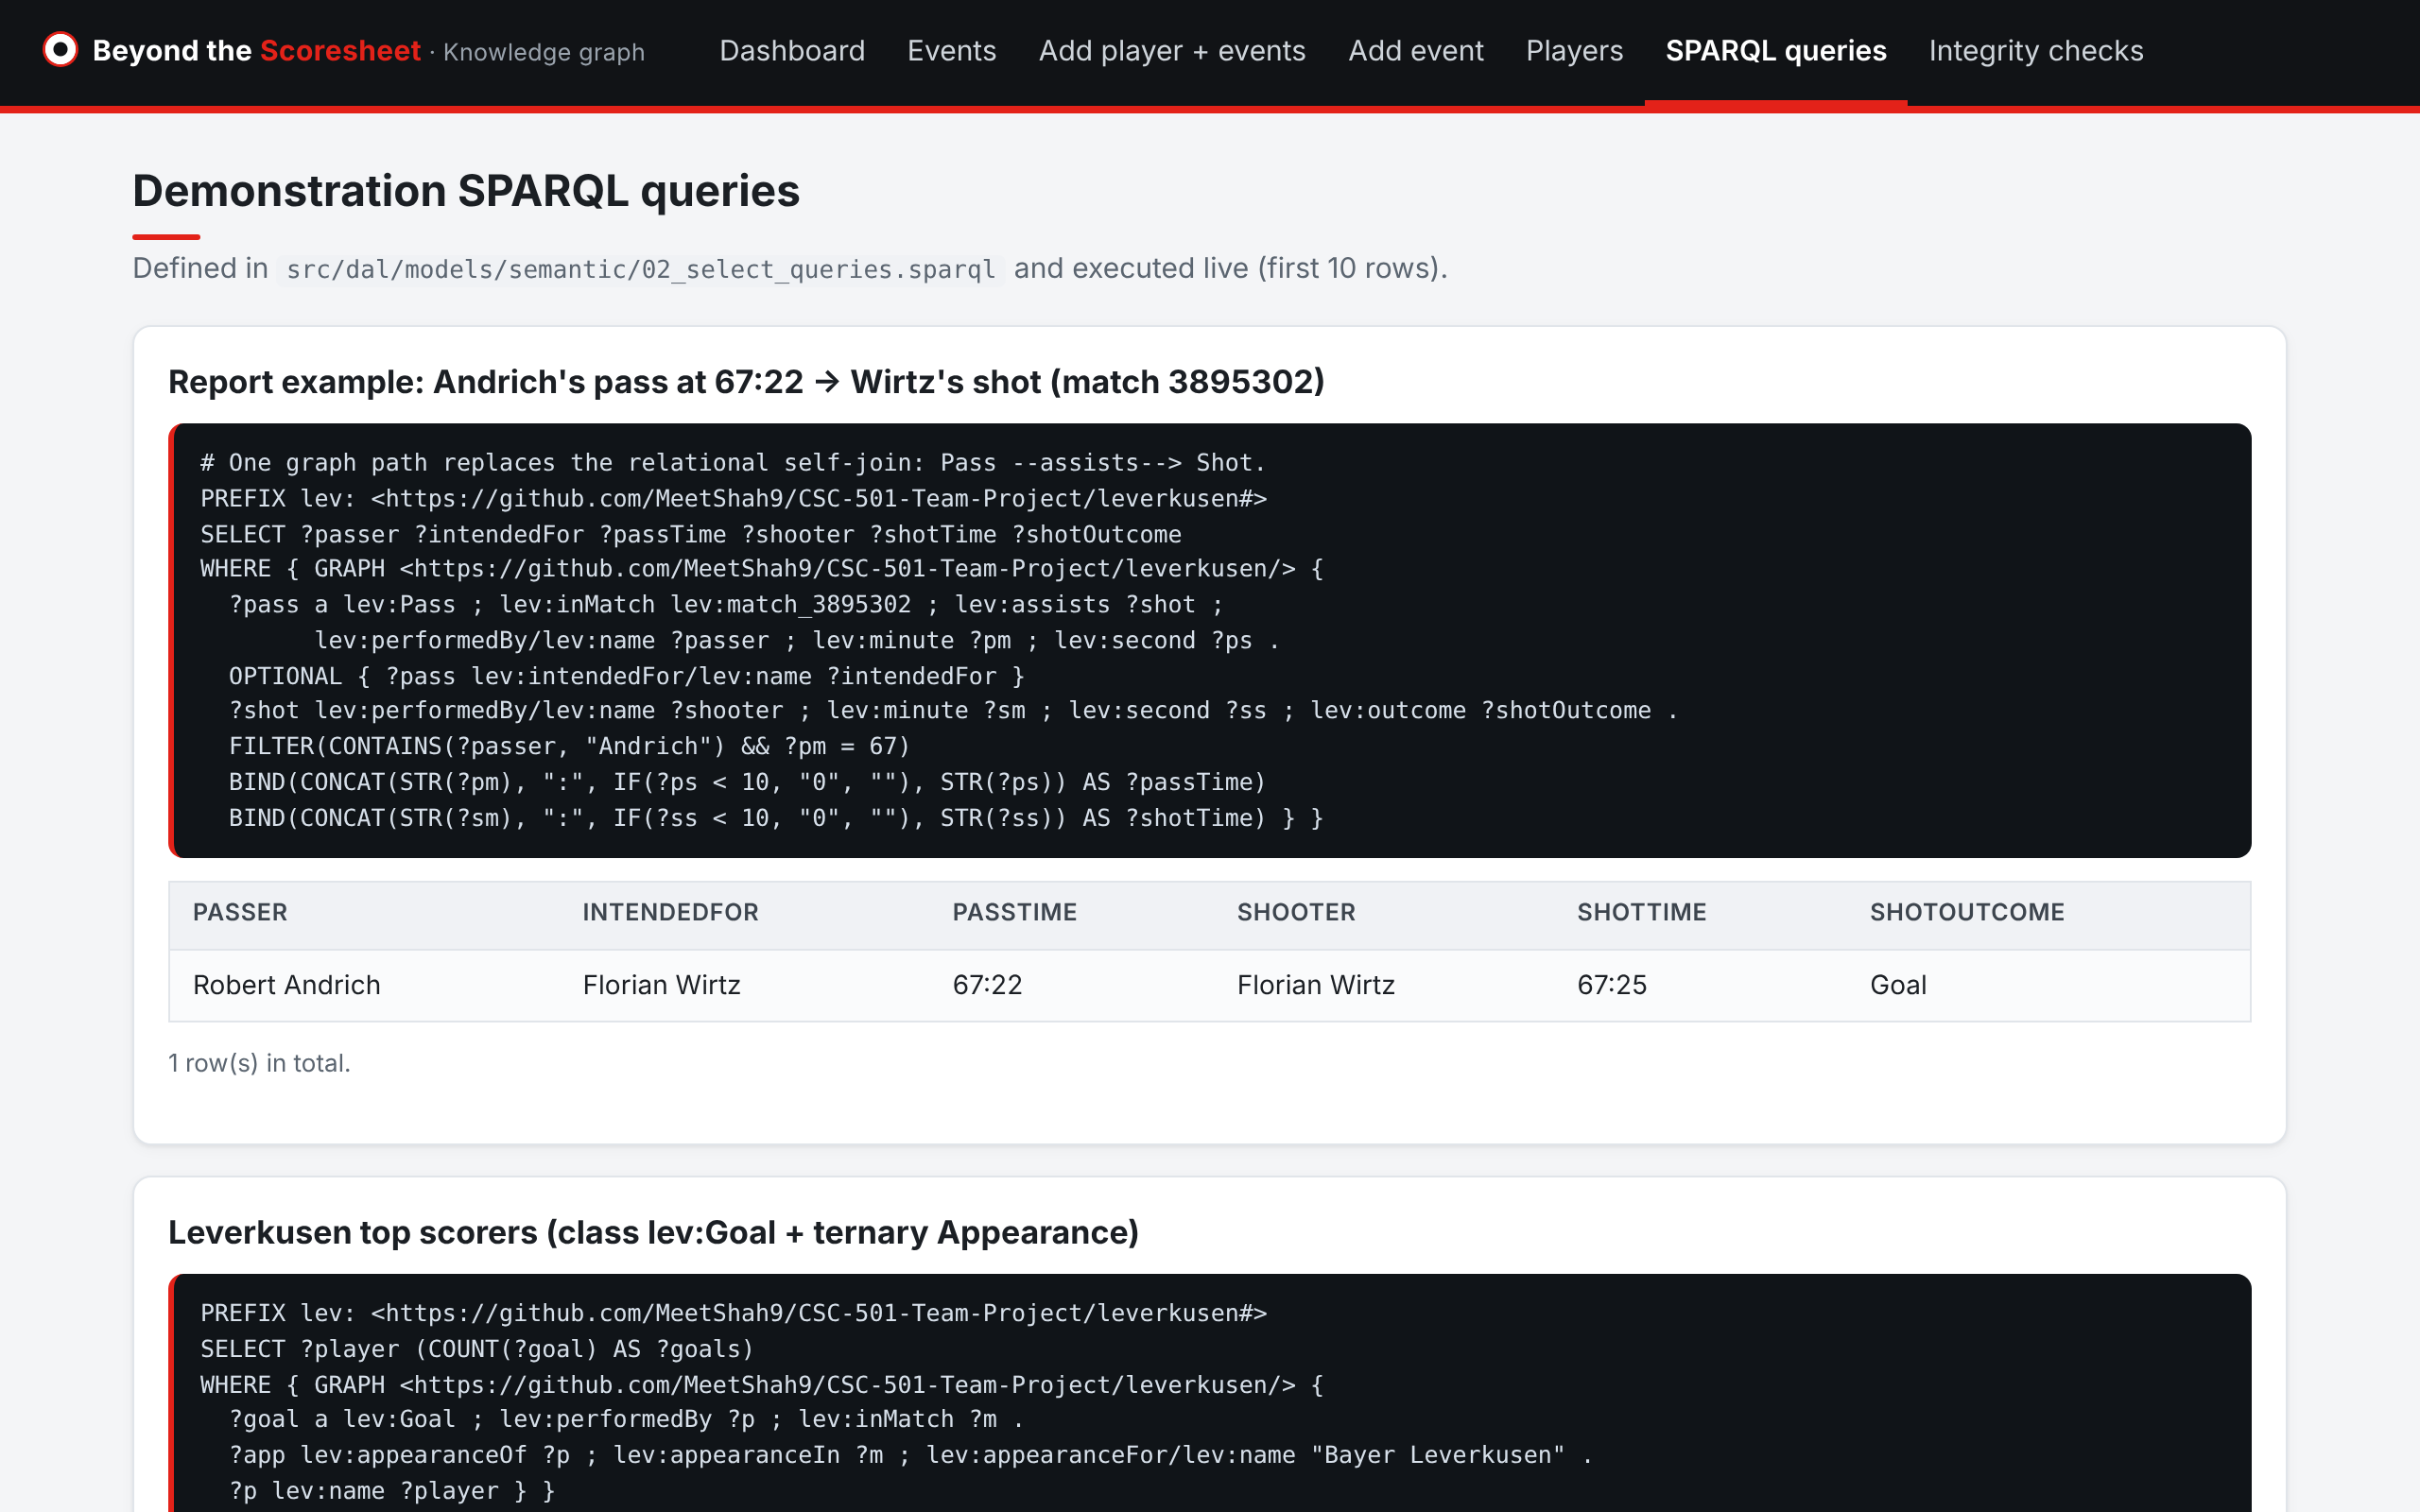 Beyond the Scoresheet · Knowledge graph
Dashboard
Events
Add player + events
Add event
Players
SPARQL queries
Integrity checks
Demonstration SPARQL queries
Defined in src/dal/models/semantic/02_select_queries.sparql and executed live (first 10 rows).
Report example: Andrich's pass at 67:22 → Wirtz's shot (match 3895302)
# One graph path replaces the relational self-join: Pass --assists--> Shot.
PREFIX lev: <https://github.com/MeetShah9/CSC-501-Team-Project/leverkusen#>
SELECT ?passer ?intendedFor ?passTime ?shooter ?shotTime ?shotOutcome
WHERE { GRAPH <https://github.com/MeetShah9/CSC-501-Team-Project/leverkusen/> {
  ?pass a lev:Pass ; lev:inMatch lev:match_3895302 ; lev:assists ?shot ;
        lev:performedBy/lev:name ?passer ; lev:minute ?pm ; lev:second ?ps .
  OPTIONAL { ?pass lev:intendedFor/lev:name ?intendedFor }
  ?shot lev:performedBy/lev:name ?shooter ; lev:minute ?sm ; lev:second ?ss ; lev:outcome ?shotOutcome .
  FILTER(CONTAINS(?passer, "Andrich") && ?pm = 67)
  BIND(CONCAT(STR(?pm), ":", IF(?ps < 10, "0", ""), STR(?ps)) AS ?passTime)
  BIND(CONCAT(STR(?sm), ":", IF(?ss < 10, "0", ""), STR(?ss)) AS ?shotTime) } }
PASSER INTENDEDFOR PASSTIME SHOOTER SHOTTIME SHOTOUTCOME
Robert Andrich Florian Wirtz 67:22 Florian Wirtz 67:25 Goal
1 row(s) in total.
Leverkusen top scorers (class lev:Goal + ternary Appearance)
PREFIX lev: <https://github.com/MeetShah9/CSC-501-Team-Project/leverkusen#>
SELECT ?player (COUNT(?goal) AS ?goals)
WHERE { GRAPH <https://github.com/MeetShah9/CSC-501-Team-Project/leverkusen/> {
  ?goal a lev:Goal ; lev:performedBy ?p ; lev:inMatch ?m .
  ?app lev:appearanceOf ?p ; lev:appearanceIn ?m ; lev:appearanceFor/lev:name "Bayer Leverkusen" .
  ?p lev:name ?player } }